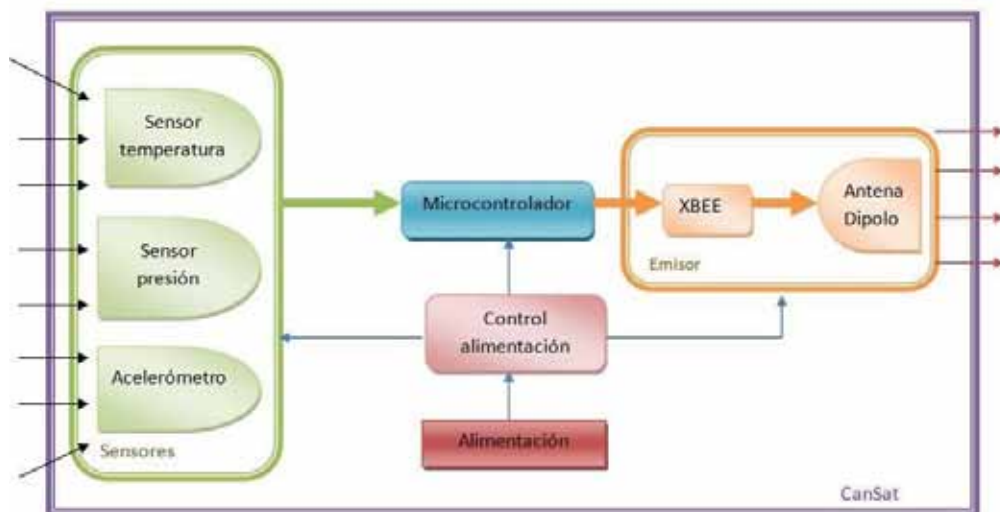 Sensor
temperatura
Sensor
presión
Acelerómetro
Sensores
Microcontrolador
Control
alimentación
Alimentación
XBEE
Antena
Dipolo
Emisor
CanSat